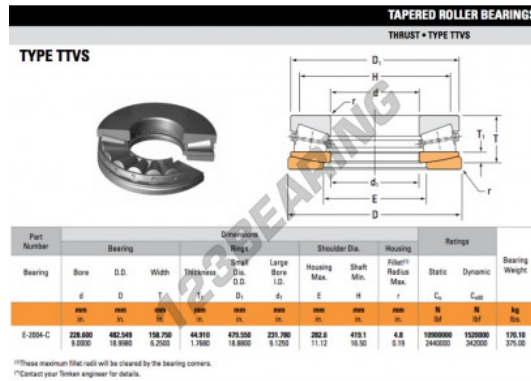 TAPERED ROLLER BEARINGS
THRUST • TYPE TTVS
TYPE TTVS
D₁
H
d
r
T₁
T
d₁
E
D
r
123BEARING
Part Number Dimensions Ratings Bearing Weight
Bearing Rings Shoulder Dia. Housing
Bearing Bore O.D. Width Thickness Small Dia. O.D. Large Bore I.D. Housing Max. Shaft Min. Fillet⁽¹⁾ Radius Max. Static Dynamic
d D T T₁ D₁ d₁ E H r
mm mm mm mm mm mm mm mm mm N N kg
in. in. in. in. in. in. in. in. in. lbf lbf lbs.
E-2004-C 228.600 482.549 158.750 44.910 479.550 231.780 282.6 419.1 4.8 10900000 1520000 170.10
9.0000 18.9980 6.2500 1.7680 18.8800 9.1250 11.12 16.50 0.19 2440000 342000 375.00
These maximum fillet radii will be cleared by the bearing corners.
Contact your Timken engineer for details.